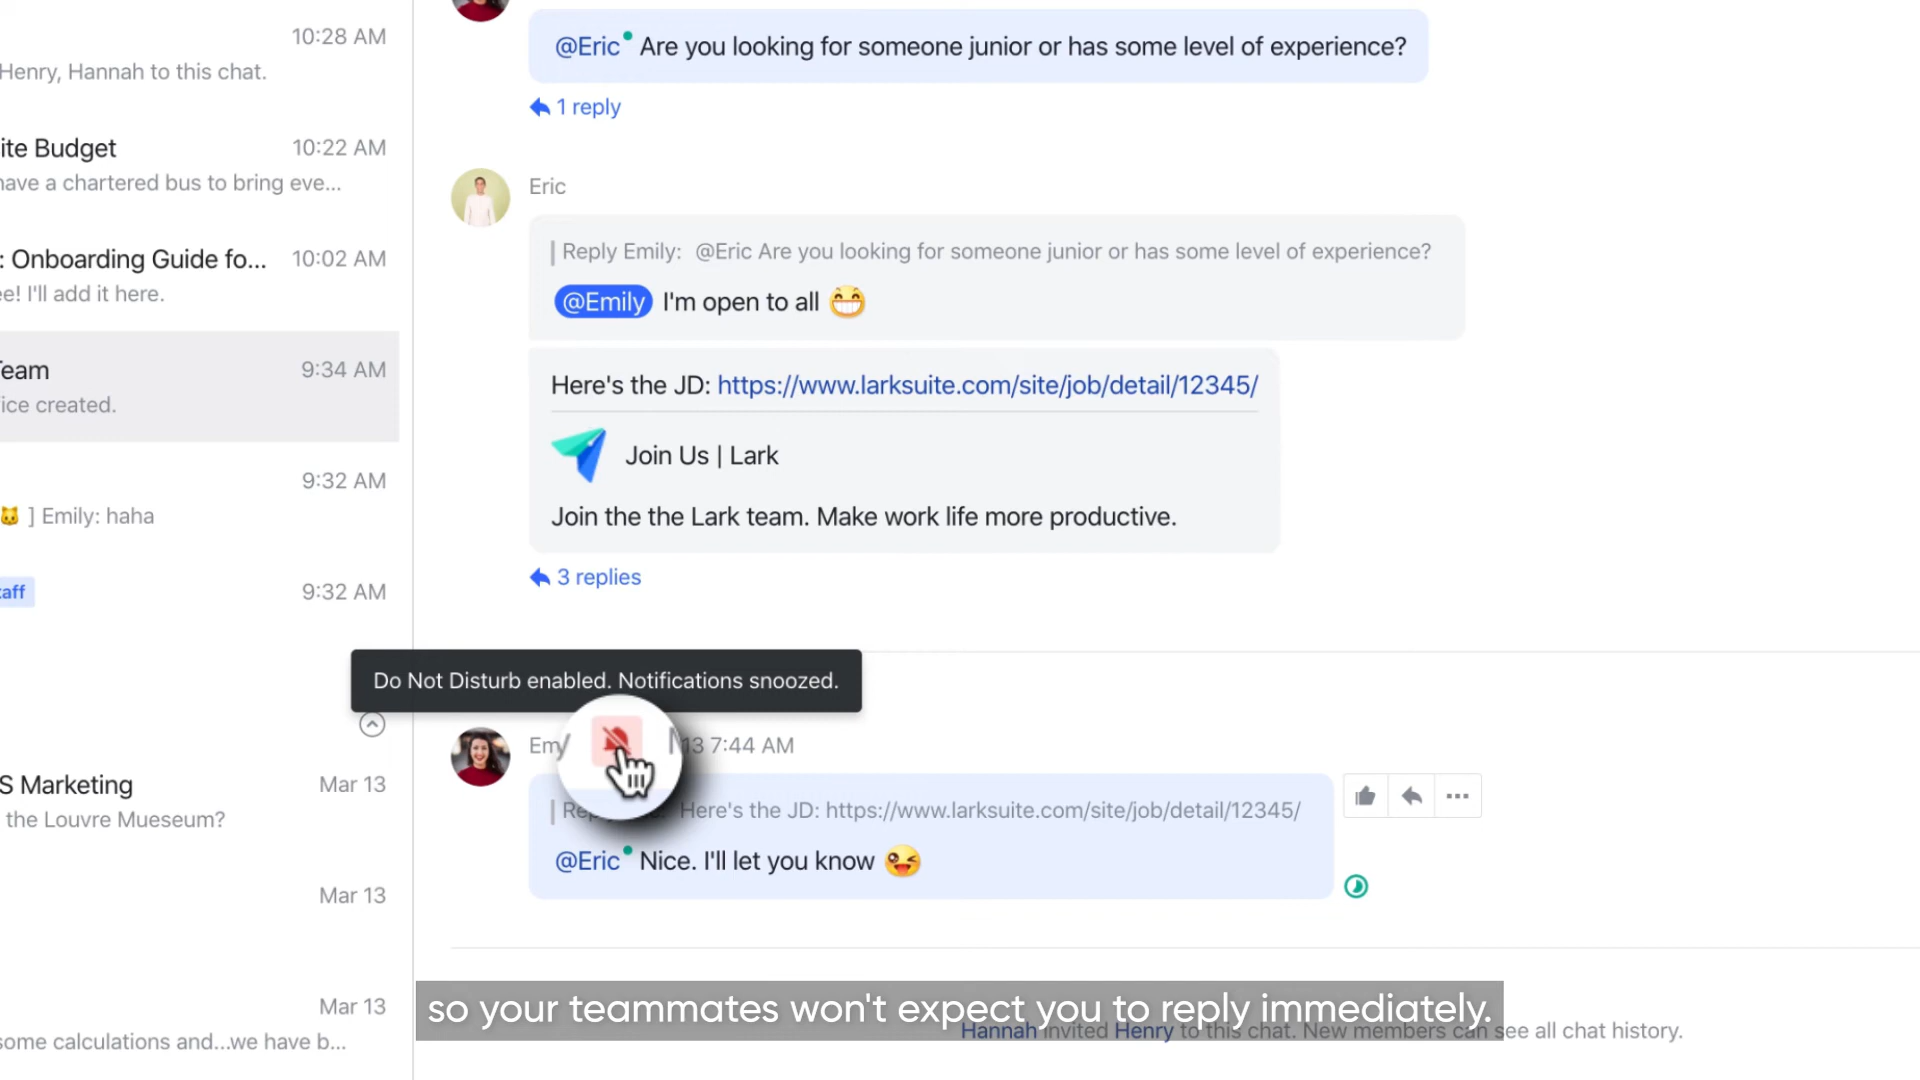 10:28 AM
Henry, Hannah to this chat.
ite Budget
10:22 AM
have a chartered bus to bring eve...
: Onboarding Guide fo...
10:02 AM
ee! I'll add it here.
Team
9:34 AM
fice created.
9:32 AM
] Emily: haha
taff
9:32 AM
S Marketing
Mar 13
the Louvre Mueseum?
Mar 13
Mar 13
some calculations and...we have b...
@Eric Are you looking for someone junior or has some level of experience?
1 reply
Eric
Reply Emily: @Eric Are you looking for someone junior or has some level of experience?
@Emily I'm open to all 😁
Here's the JD: https://www.larksuite.com/site/job/detail/12345/
Join Us | Lark
Join the the Lark team. Make work life more productive.
3 replies
Do Not Disturb enabled. Notifications snoozed.
13 7:44 AM
Here's the JD: https://www.larksuite.com/site/job/detail/12345/
@Eric Nice. I'll let you know 😜
so your teammates won't expect you to reply immediately.
Hannah invited Henry to this chat. New members can see all chat history.